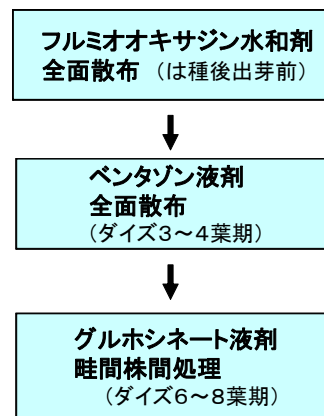 フルミオオキサジン水和剤
全面散布 （は種後出芽前）
ベンタゾン液剤
全面散布
（ダイズ3～4葉期）
グルホシネート液剤
畦間株間処理
（ダイズ6～8葉期）